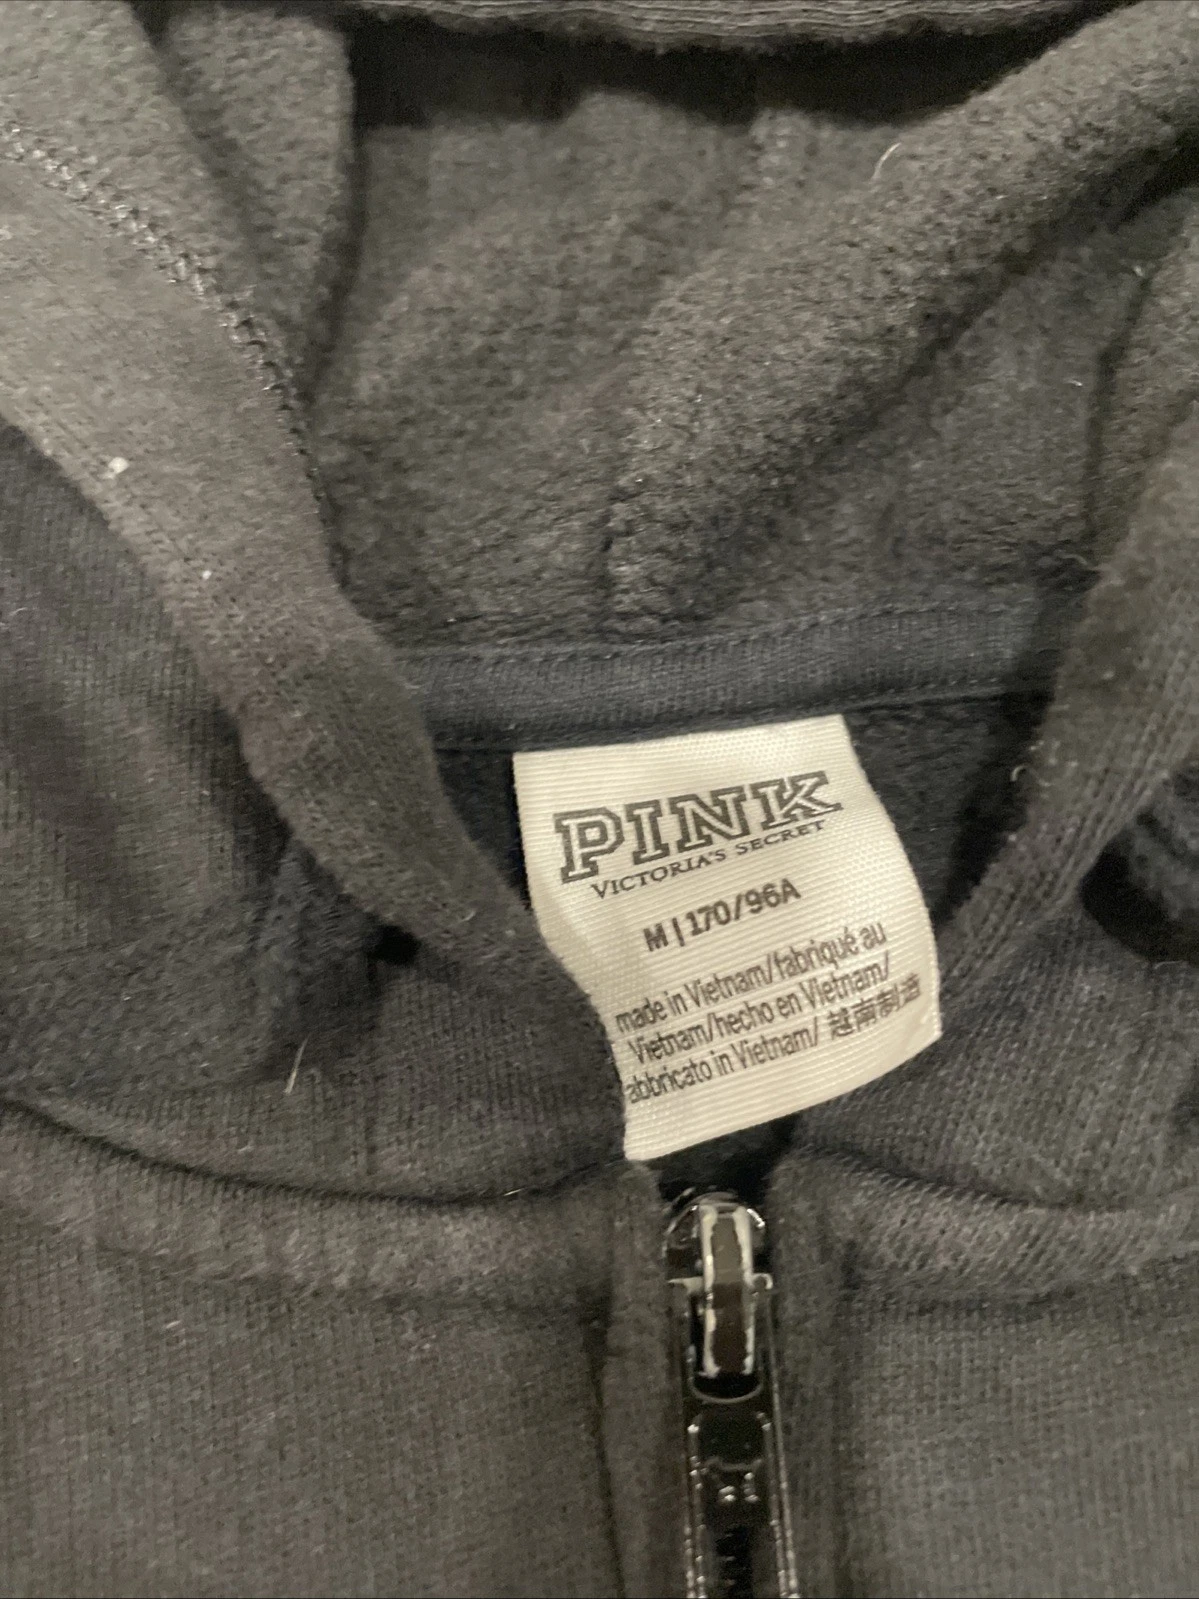 PINK
VICTORIA'S SECRET
M | 170/96A
made in Vietnam/fabriqué au
Vietnam/hecho en Vietnam/
abbricato in Vietnam/ 越南制造